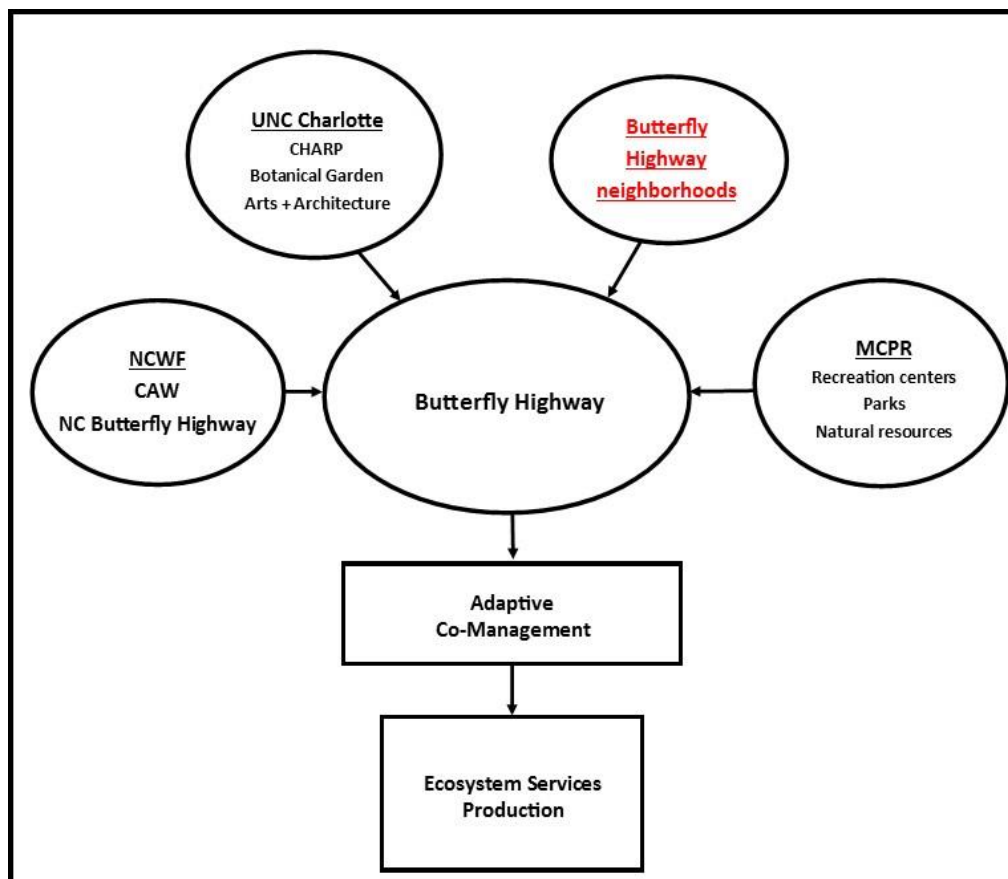 UNC Charlotte
CHARP
Botanical Garden
Arts + Architecture
Butterfly
Highway
neighborhoods
NCWF
CAW
NC Butterfly Highway
Butterfly Highway
MCPR
Recreation centers
Parks
Natural resources
Adaptive
Co-Management
Ecosystem Services
Production